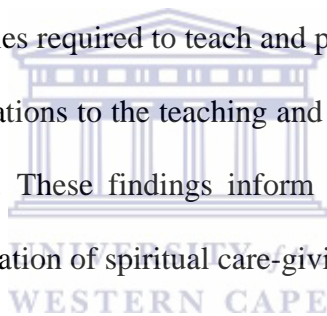 es required to teach and p
ations to the teaching and
These findings inform
UNIVERSITY of the
ation of spiritual care-givi
WESTERN CAPE